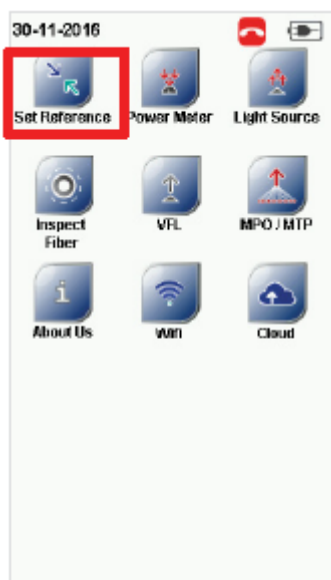 30-11-2016
Set Reference Power Meter Light Source
Inspect Fiber VFL MPO / MTP
About Us Wifi Cloud